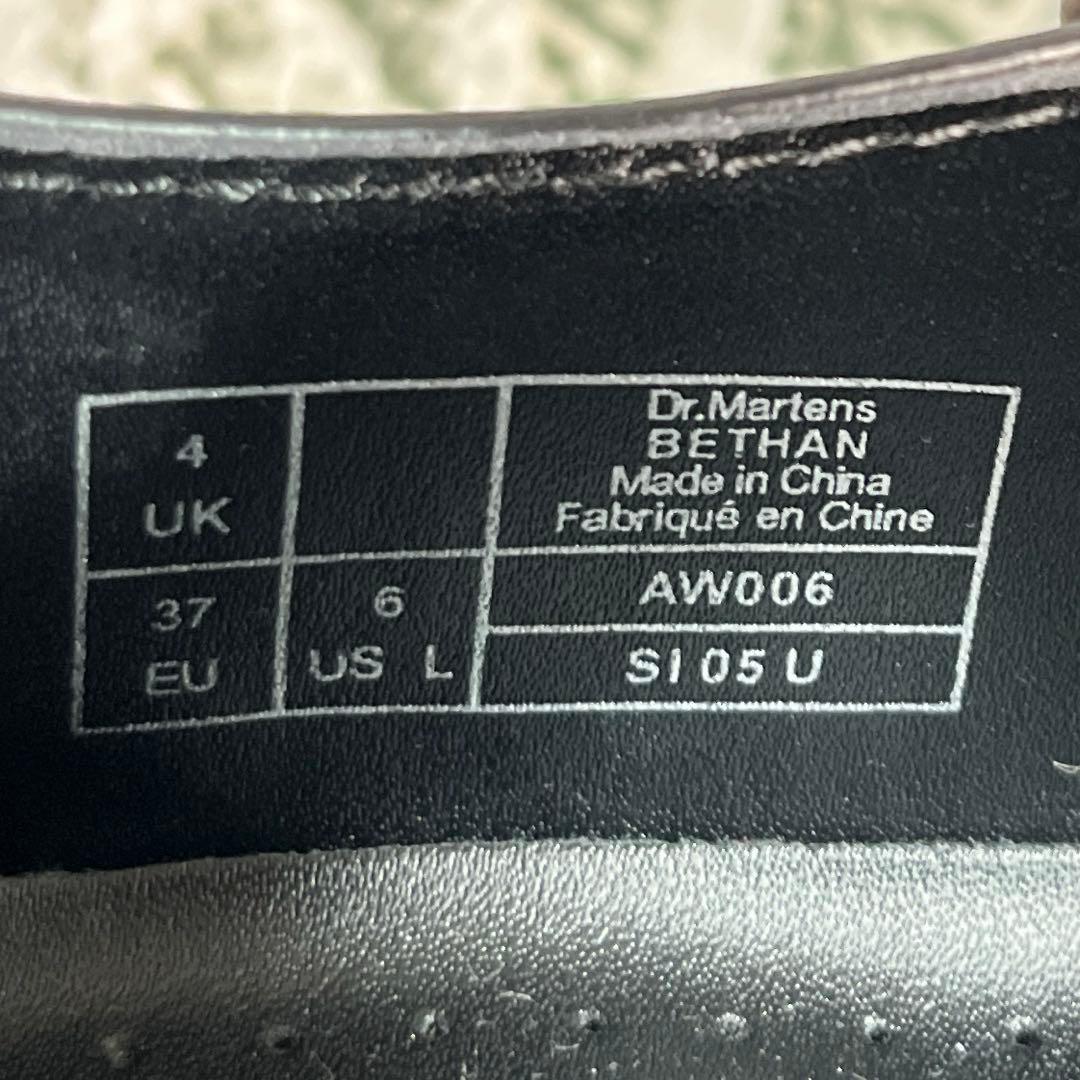 4
UK
37
EU
6
US L
Dr.Martens
BETHAN
Made in China
Fabriqué en Chine
AW006
SI 05 U